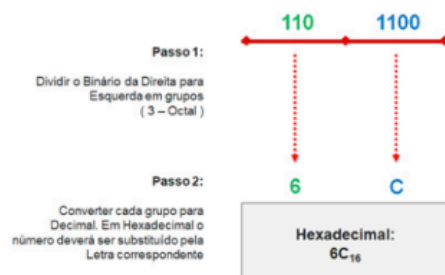 110 1100
Passo 1:
Dividir o Binário da Direita para
Esquerda em grupos
( 3 – Octal )
Passo 2:
6 C
Converter cada grupo para
Decimal. Em Hexadecimal o
número deverá ser substituído pela
Letra correspondente
Hexadecimal:
6C₁₆